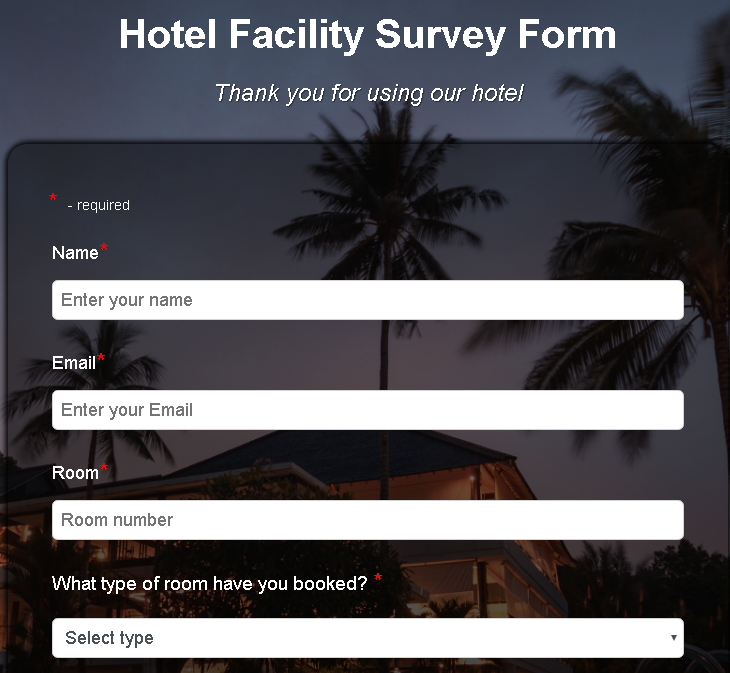 Hotel Facility Survey Form
Thank you for using our hotel
* - required
Name*
Enter your name
Email*
Enter your Email
Room*
Room number
What type of room have you booked? *
Select type